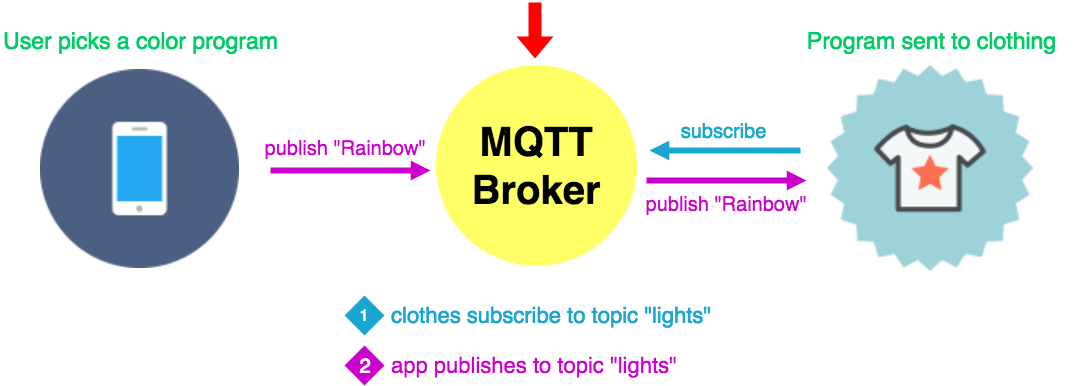 User picks a color program
Program sent to clothing
publish "Rainbow"
MQTT
Broker
subscribe
publish "Rainbow"
1 clothes subscribe to topic "lights"
2 app publishes to topic "lights"